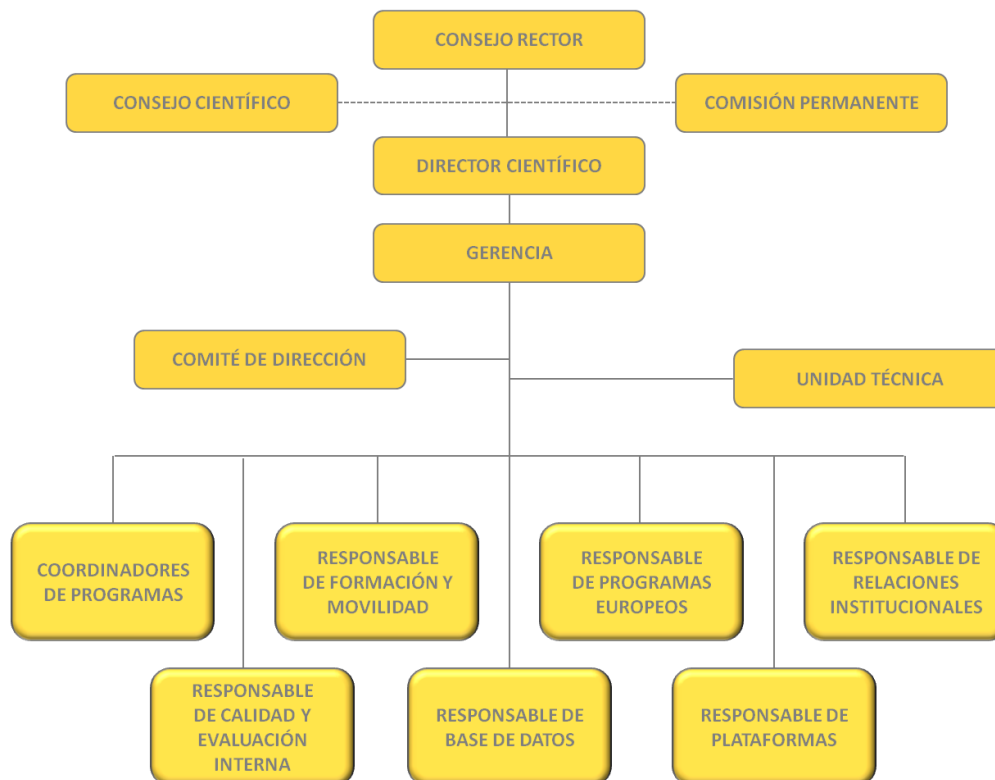 CONSEJO RECTOR
CONSEJO CIENTÍFICO
COMISIÓN PERMANENTE
DIRECTOR CIENTÍFICO
GERENCIA
COMITÉ DE DIRECCIÓN
UNIDAD TÉCNICA
COORDINADORES
DE PROGRAMAS
RESPONSABLE
DE FORMACIÓN Y
MOVILIDAD
RESPONSABLE
DE PROGRAMAS
EUROPEOS
RESPONSABLE DE
RELACIONES
INSTITUCIONALES
RESPONSABLE
DE CALIDAD Y
EVALUACIÓN
INTERNA
RESPONSABLE DE
BASE DE DATOS
RESPONSABLE DE
PLATAFORMAS